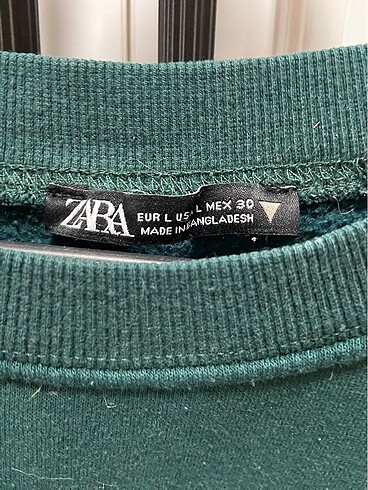 ZARA
EUR L USA L MEX 30
MADE IN BANGLADESH